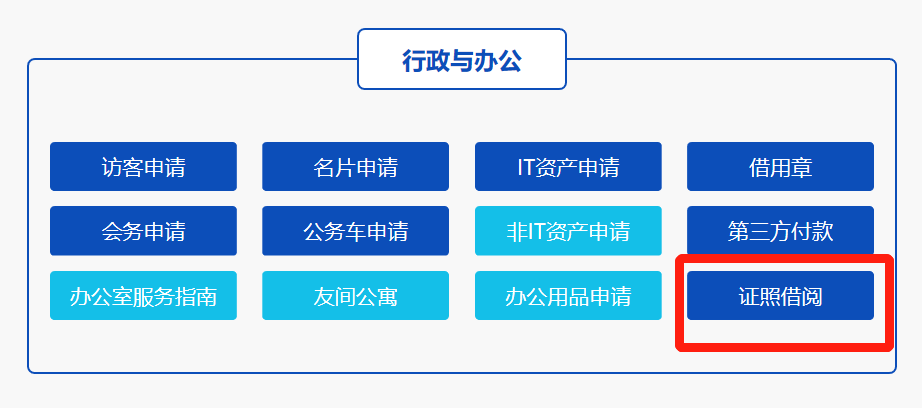 行政与办公
访客申请
名片申请
IT资产申请
借用章
会务申请
公务车申请
非IT资产申请
第三方付款
办公室服务指南
友间公寓
办公用品申请
证照借阅